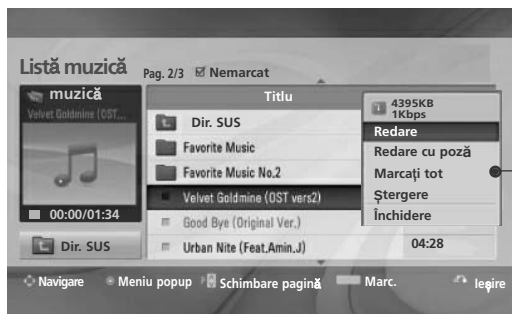 Listă muzică
Pag. 2/3
Nemarcat
muzică
Velvet Goldmine (OST...
00:00/01:34
Dir. SUS
Titlu
Dir. SUS
Favorite Music
Favorite Music No.2
Velvet Goldmine (OST vers2)
Good Bye (Original Ver,)
Urban Nite (Feat.Amin.J)
04:28
4395KB
1Kbps
Redare
Redare cu poză
Marcați tot
Ștergere
Închidere
Navigare
Meniu popup
Schimbare pagină
Marc.
Ieșire